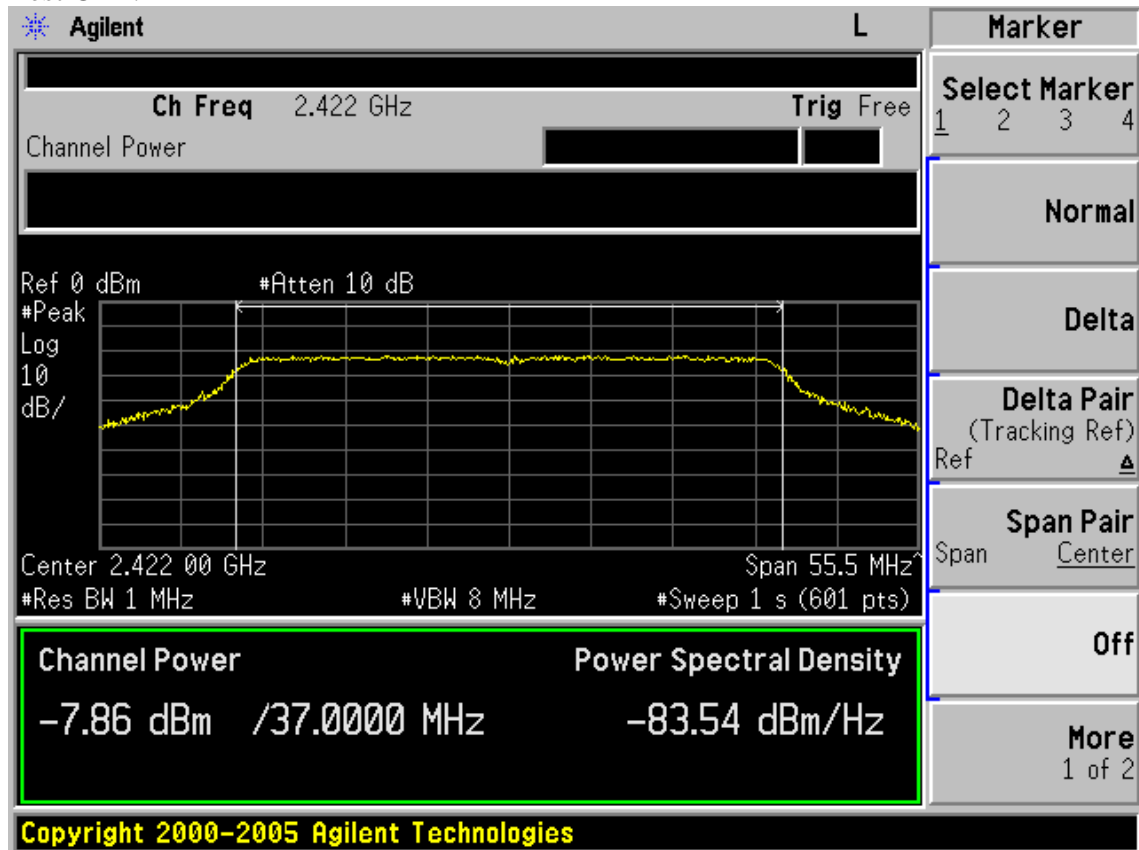 Agilent L
Ch Freq 2.422 GHz Trig Free
Channel Power
Ref 0 dBm #Atten 10 dB
#Peak
Log
10
dB/
Center 2.422 00 GHz Span 55.5 MHz^
#Res BW 1 MHz #VBW 8 MHz #Sweep 1 s (601 pts)
Channel Power Power Spectral Density
-7.86 dBm /37.0000 MHz -83.54 dBm/Hz
Copyright 2000-2005 Agilent Technologies
Marker
Select Marker
1 2 3 4
Normal
Delta
Delta Pair
(Tracking Ref)
Ref Δ
Span Pair
Span Center
Off
More
1 of 2